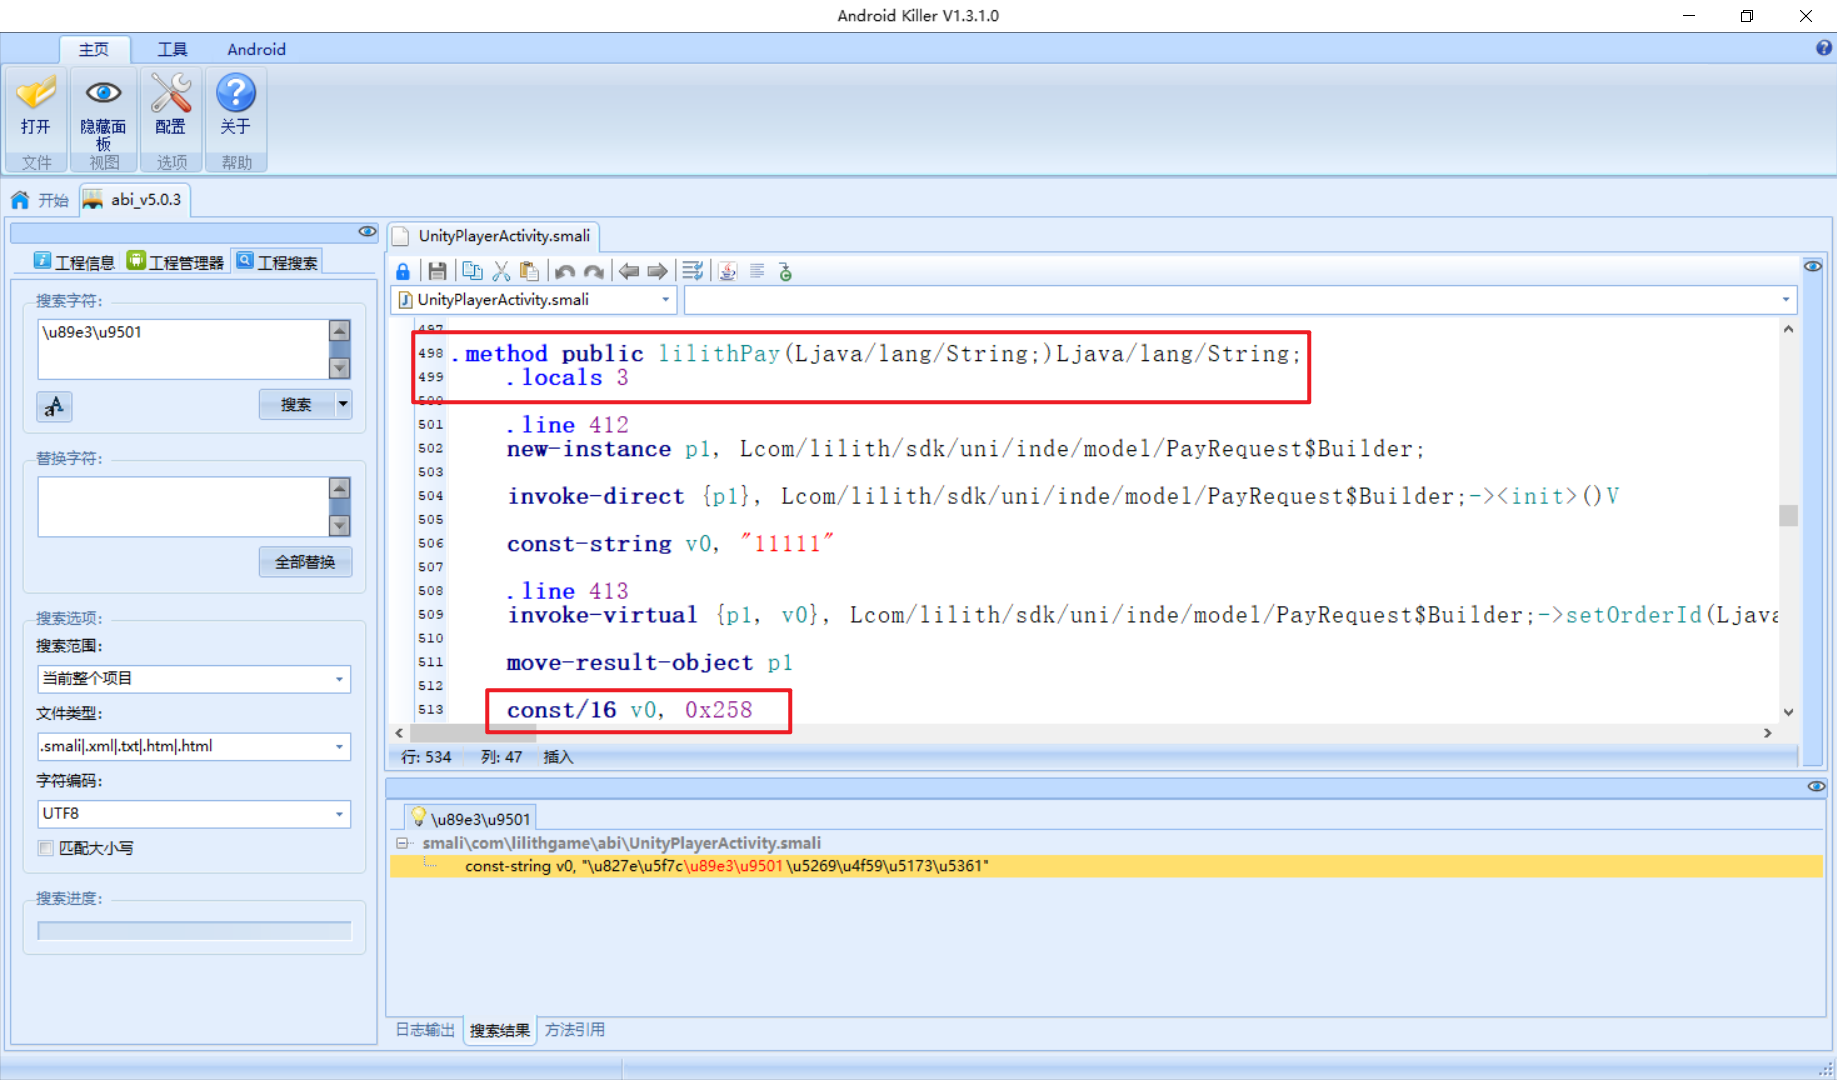 Android Killer V1.3.1.0
主页 工具 Android
打开 隐藏面板 配置 关于
文件 视图 选项 帮助
开始 abi_v5.0.3
工程信息 工程管理器 工程搜索
搜索字符:
\u89e3\u9501
搜索
替换字符:
全部替换
搜索选项:
搜索范围:
当前整个项目
文件类型:
.smali|.xml|.txt|.htm|.html
字符编码:
UTF8
匹配大小写
搜索进度:
UnityPlayerActivity.smali
UnityPlayerActivity.smali
497
498 .method public lilithPay(Ljava/lang/String;)Ljava/lang/String;
499 .locals 3
500
501 .line 412
502 new-instance p1, Lcom/lilith/sdk/uni/inde/model/PayRequest$Builder;
503
504 invoke-direct {p1}, Lcom/lilith/sdk/uni/inde/model/PayRequest$Builder;-><init>()V
505
506 const-string v0, "11111"
507
508 .line 413
509 invoke-virtual {p1, v0}, Lcom/lilith/sdk/uni/inde/model/PayRequest$Builder;->setOrderId(Ljava
510
511 move-result-object p1
512
513 const/16 v0, 0x258
行: 534 列: 47 插入
\u89e3\u9501
smali\com\lilithgame\abi\UnityPlayerActivity.smali
const-string v0, "\u827e\u5f7c\u89e3\u9501\u5269\u4f59\u5173\u5361"
日志输出 搜索结果 方法引用